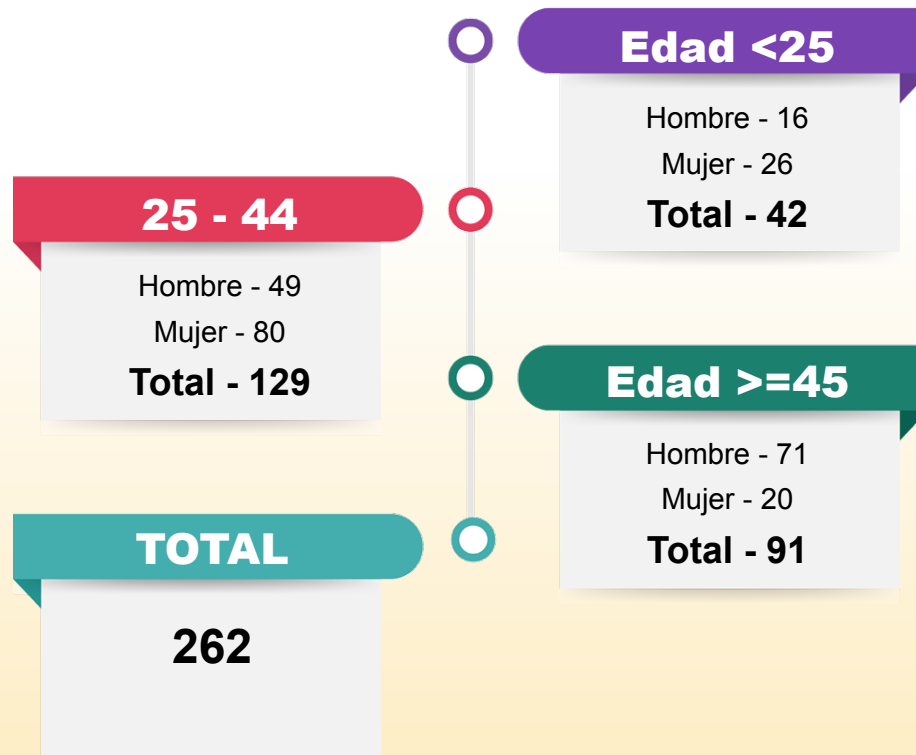 Edad <25
Hombre - 16
Mujer - 26
Total - 42
25 - 44
Hombre - 49
Mujer - 80
Total - 129
Edad >=45
Hombre - 71
Mujer - 20
Total - 91
TOTAL
262